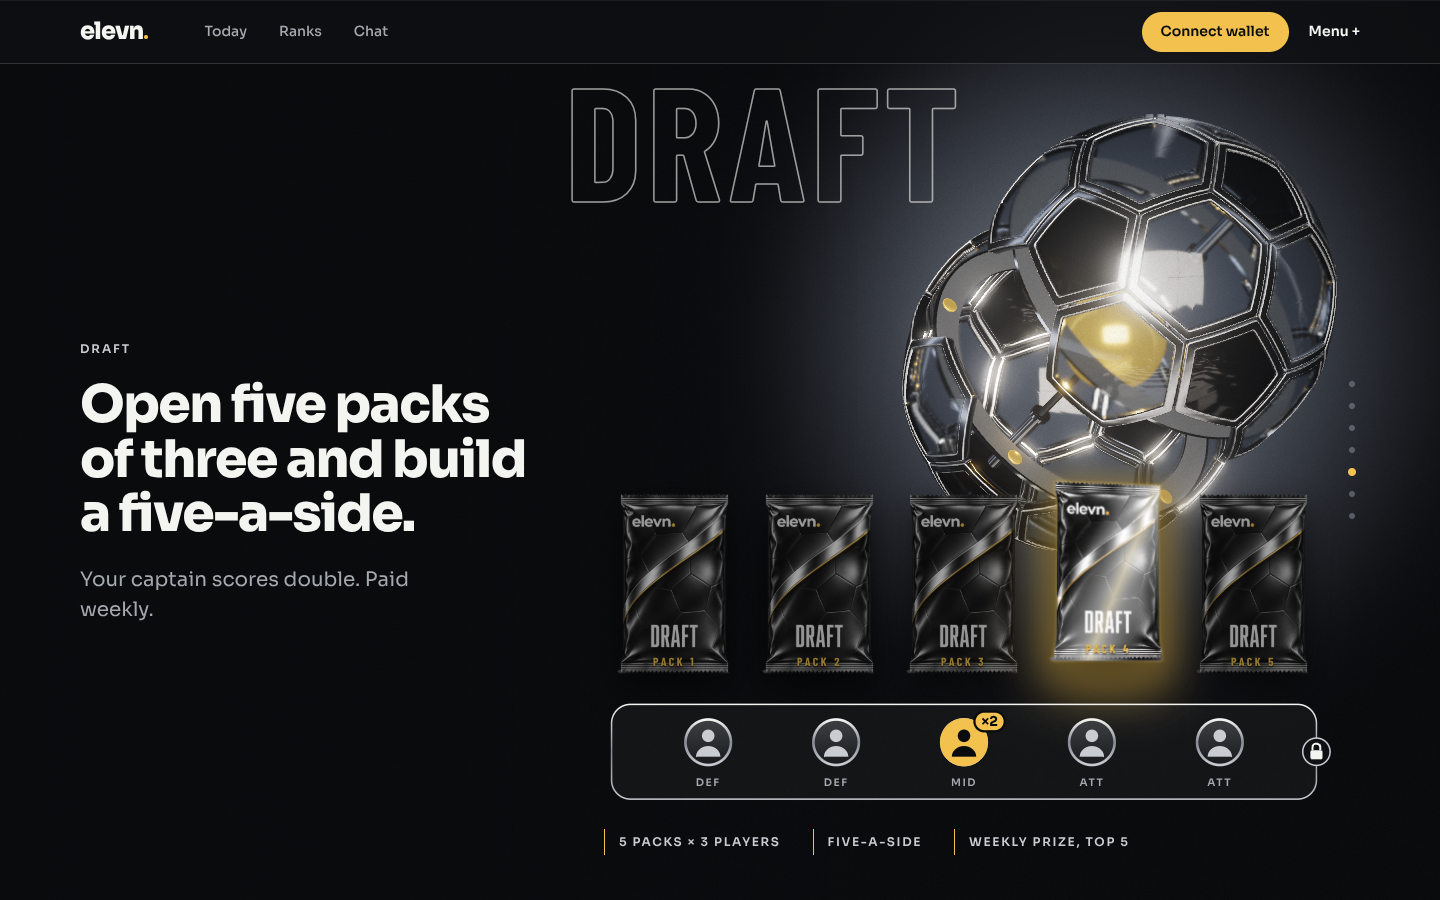 elevn.
Today
Ranks
Chat
Connect wallet
Menu +
DRAFT
DRAFT
Open five packs
of three and build
a five-a-side.
Your captain scores double. Paid
weekly.
elevn.
DRAFT
PACK 1
elevn.
DRAFT
PACK 2
elevn.
DRAFT
PACK 3
elevn.
DRAFT
PACK 4
elevn.
DRAFT
PACK 5
×2
DEF
DEF
MID
ATT
ATT
5 PACKS × 3 PLAYERS
FIVE-A-SIDE
WEEKLY PRIZE, TOP 5